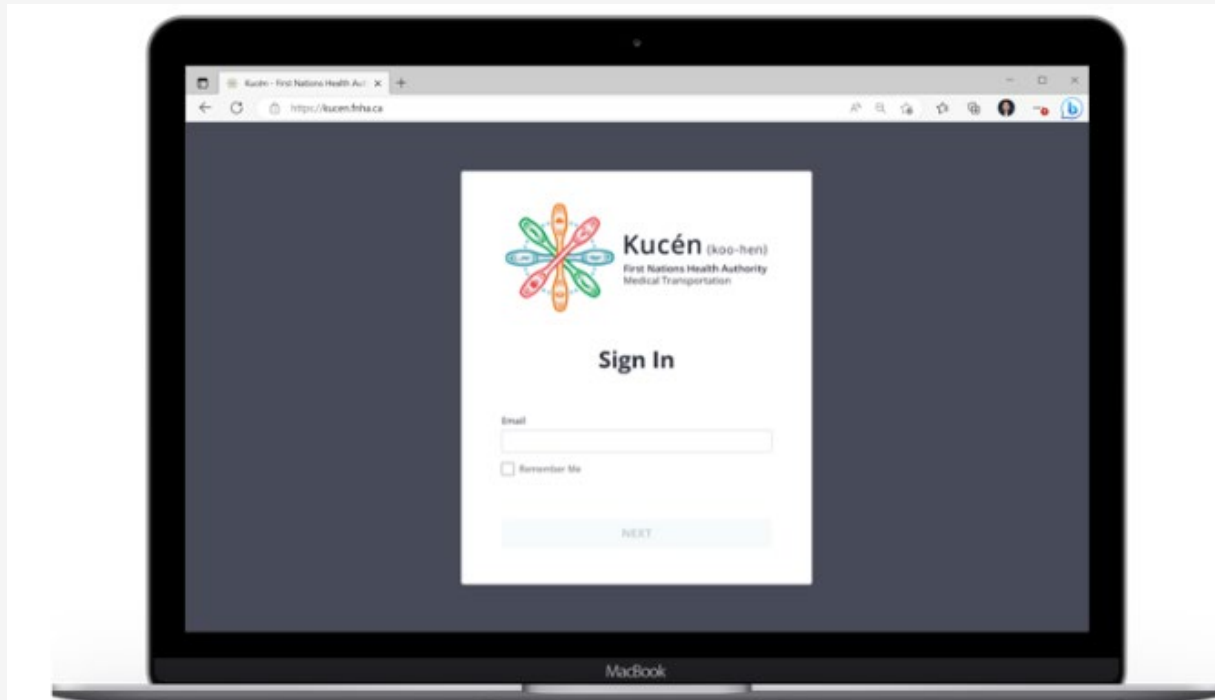 Kucén - First Nations Health Aut
https://kucen.fnha.ca
Kucén (koo-hen)
First Nations Health Authority
Medical Transportation
Sign In
Email
Remember Me
NEXT
MacBook